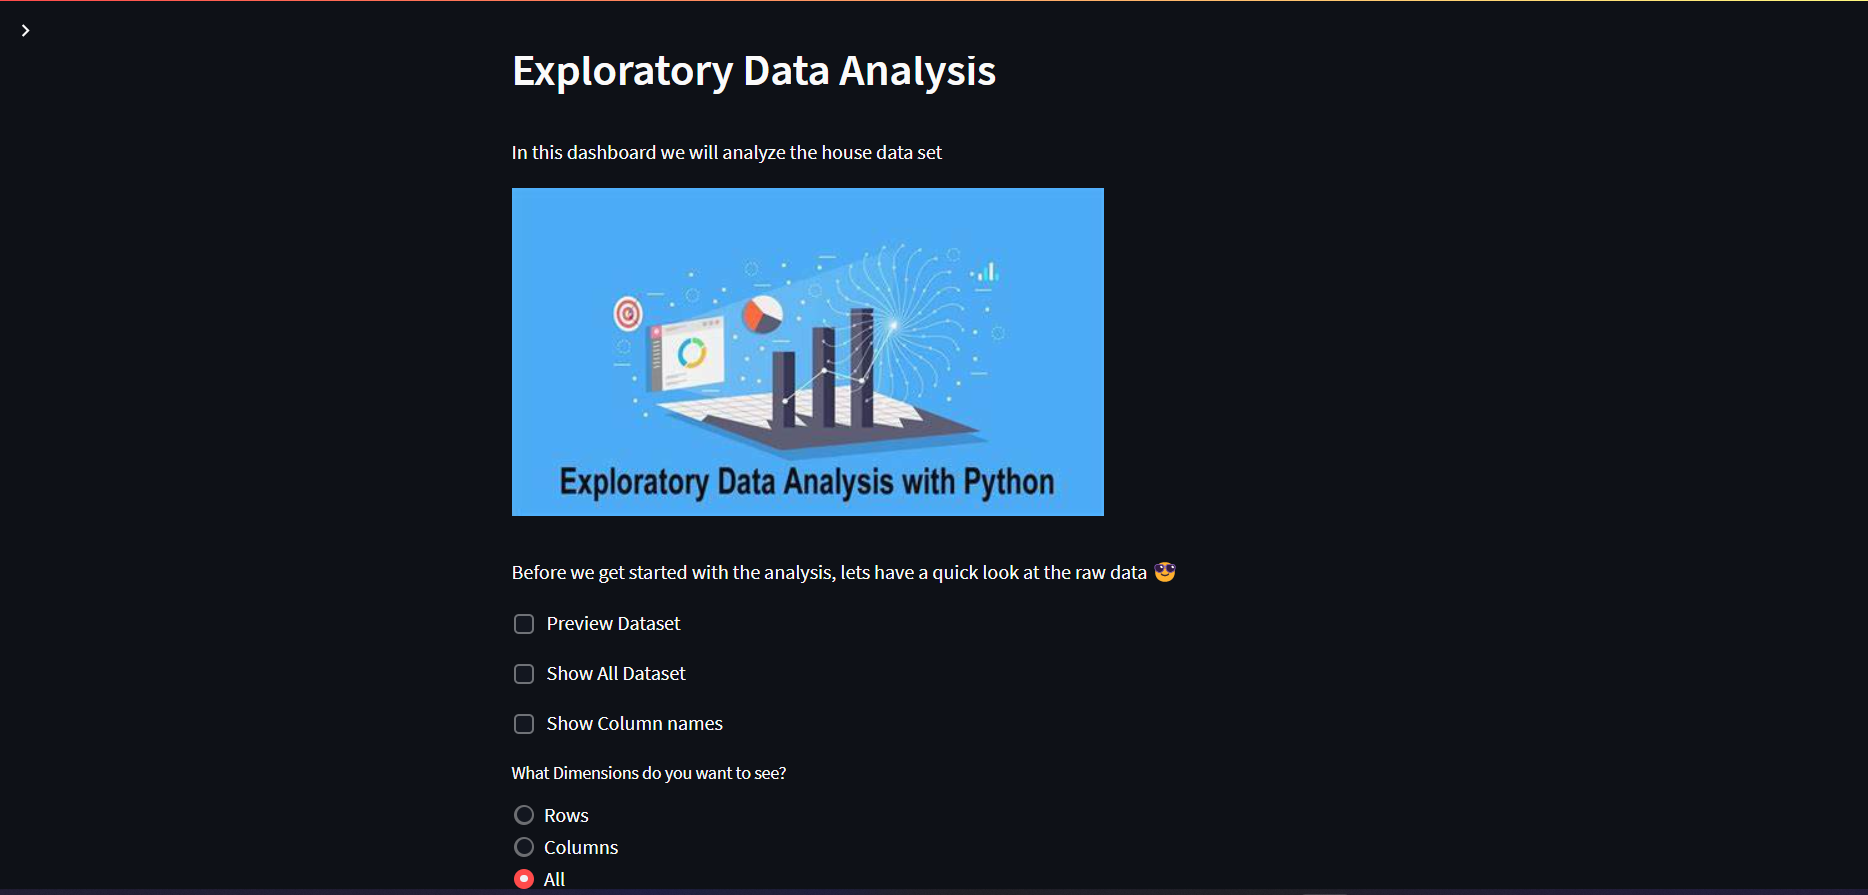 Exploratory Data Analysis
In this dashboard we will analyze the house data set
Exploratory Data Analysis with Python
Before we get started with the analysis, lets have a quick look at the raw data 😎
Preview Dataset
Show All Dataset
Show Column names
What Dimensions do you want to see?
Rows
Columns
All